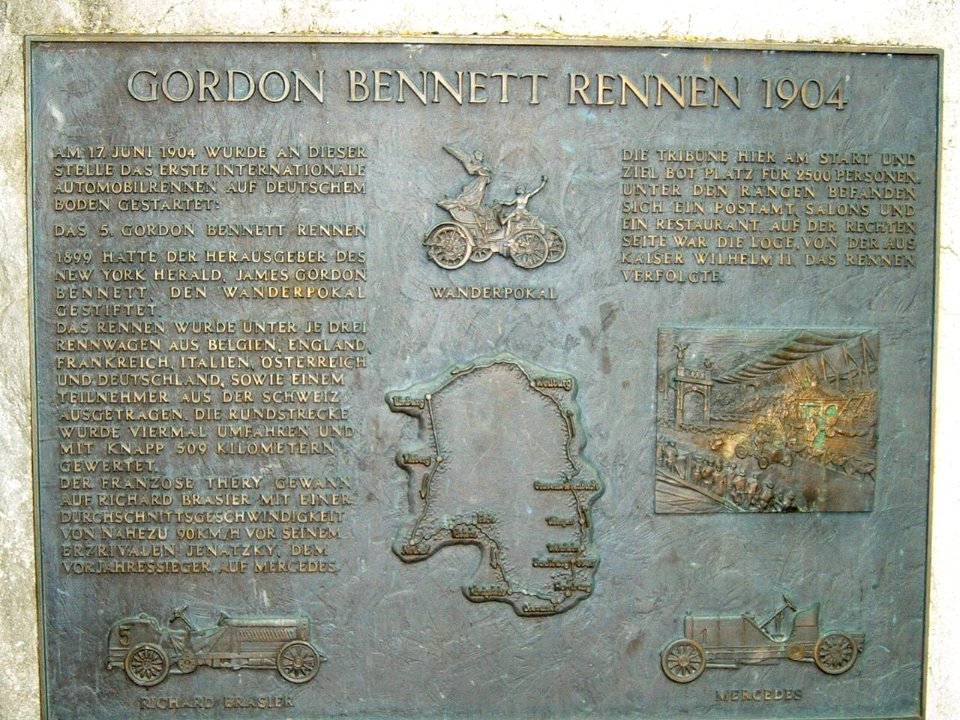 GORDON BENNETT RENNEN 1904
AM 17. JUNI 1904 WURDE AN DIESER
STELLE DAS ERSTE INTERNATIONALE
AUTOMOBILRENNEN AUF DEUTSCHEM
BODEN GESTARTET:
DAS 5. GORDON BENNETT RENNEN
1899 HATTE DER HERAUSGEBER DES
NEW YORK HERALD, JAMES GORDON
BENNETT, DEN WANDERPOKAL
GESTIFTET.
DAS RENNEN WURDE UNTER JE DREI
RENNWAGEN AUS BELGIEN, ENGLAND,
FRANKREICH, ITALIEN, ÖSTERREICH
UND DEUTSCHLAND, SOWIE EINEM
TEILNEHMER AUS DER SCHWEIZ
AUSGETRAGEN. DIE RUNDSTRECKE
WURDE VIERMAL UMFAHREN UND
MIT KNAPP 509 KILOMETERN
GEWERTET.
DER FRANZOSE THÉRY GEWANN
AUF RICHARD BRASIER MIT EINER
DURCHSCHNITTSGESCHWINDIGKEIT
VON NAHEZU 90KM/H VOR SEINEM
ERZRIVALEN JENATZKY, DEM
VORJAHRESSIEGER, AUF MERCEDES.
RICHARD BRASIER
WANDERPOKAL
Weilburg
Limburg
DIE TRIBÜNE HIER AM START UND
ZIEL BOT PLATZ FÜR 2500 PERSONEN.
UNTER DEN RÄNGEN BEFANDEN
SICH EIN POSTAMT, SALONS UND
EIN RESTAURANT. AUF DER RECHTEN
SEITE WAR DIE LOGE, VON DER AUS
KAISER WILHELM II. DAS RENNEN
VERFOLGTE.
MERCEDES